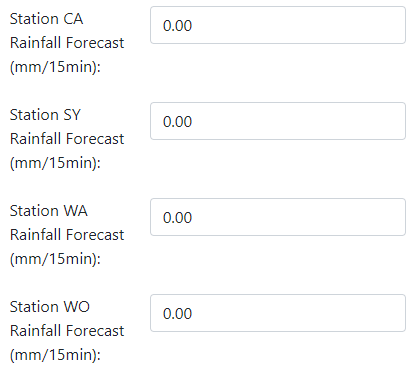 Station CA
Rainfall Forecast
(mm/15min):
0.00
Station SY
Rainfall Forecast
(mm/15min):
0.00
Station WA
Rainfall Forecast
(mm/15min):
0.00
Station WO
Rainfall Forecast
(mm/15min):
0.00